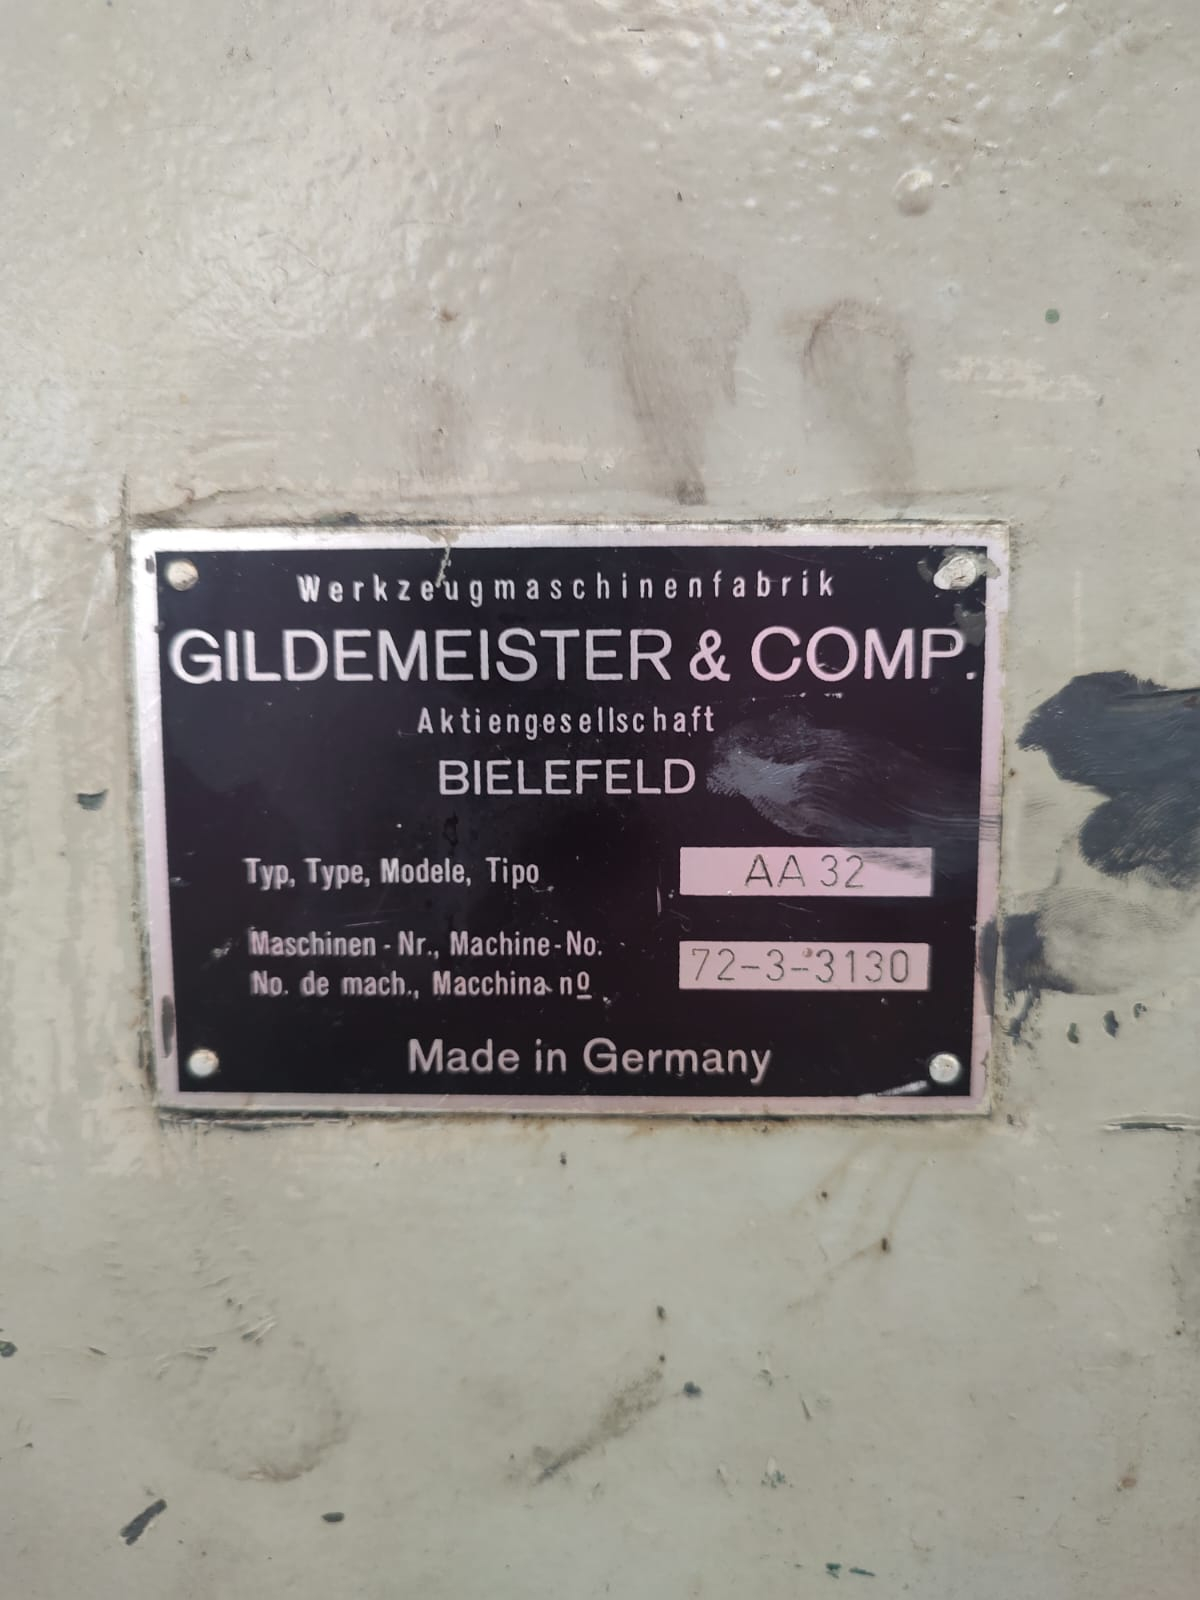 Werkzeugmaschinenfabrik
GILDEMEISTER & COMP.
Aktiengesellschaft
BIELEFELD
Typ, Type, Modele, Tipo AA 32
Maschinen - Nr., Machine - No. 72-3-3130
No. de mach., Macchina nº
Made in Germany